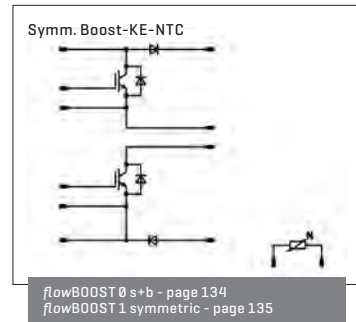 Symm. Boost-KE-NTC
N
flowBOOST 0 s+b - page 134
flowBOOST 1 symmetric - page 135